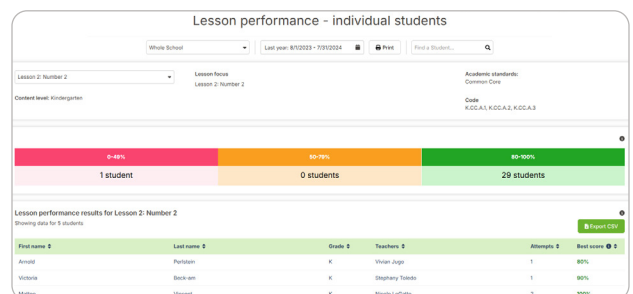 Lesson performance - individual students
Whole School
Last year: 8/1/2023 - 7/31/2024
Print
Find a Student...
Lesson 2: Number 2
Lesson focus
Lesson 2: Number 2
Academic standards:
Common Core
Content level: Kindergarten
Code
K.CC.A.1, K.CC.A.2, K.CC.A.3
0-49% 50-79% 80-100%
1 student 0 students 29 students
Lesson performance results for Lesson 2: Number 2
Showing data for 5 students
Export CSV
First name Last name Grade Teachers Attempts Best score
Arnold Perlstein K Vivian Jugo 1 80%
Victoria Beck-am K Stephany Toledo 1 90%